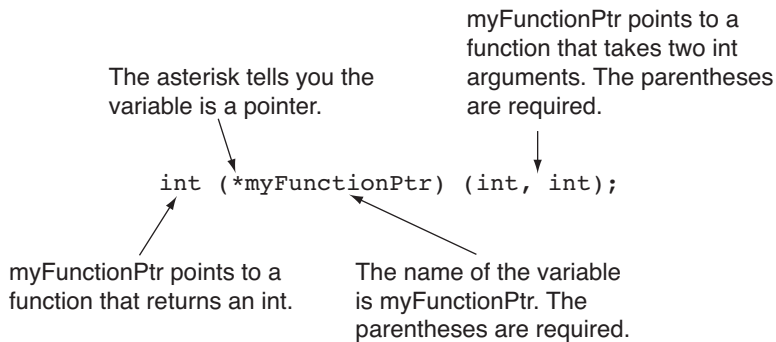 myFunctionPtr points to a
function that takes two int
arguments. The parentheses
are required.
The asterisk tells you the
variable is a pointer.
int (*myFunctionPtr) (int, int);
myFunctionPtr points to a
function that returns an int.
The name of the variable
is myFunctionPtr. The
parentheses are required.